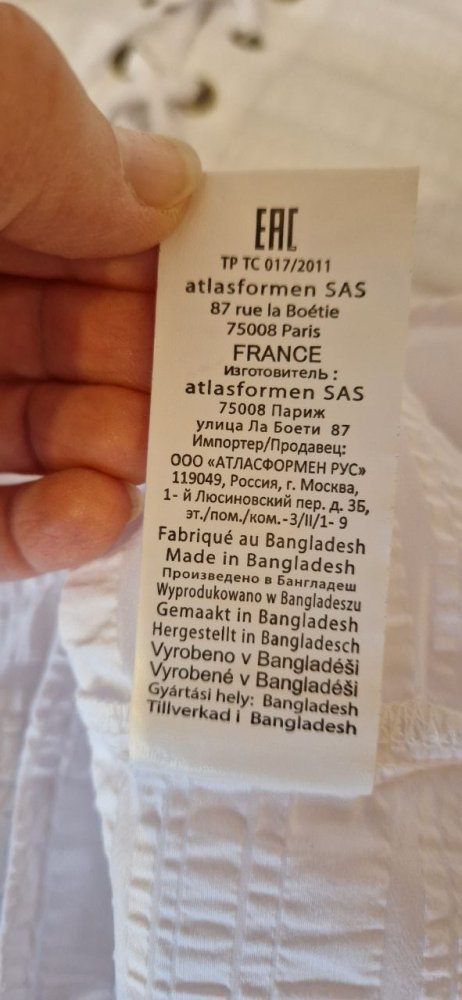 EAC
ТР ТС 017/2011
atlasformen SAS
87 rue la Boétie
75008 Paris
FRANCE
Изготовитель :
atlasformen SAS
75008 Париж
улица Ла Боети 87
Импортер/Продавец:
ООО «АТЛАСФОРМЕН РУС»
119049, Россия, г. Москва,
1- й Люсиновский пер. д. 3Б,
эт./пом./ком.-3/II/1- 9
Fabriqué au Bangladesh
Made in Bangladesh
Произведено в Бангладеш
Wyprodukowano w Bangladeszu
Gemaakt in Bangladesh
Hergestellt in Bangladesch
Vyrobeno v Bangladéši
Vyrobené v Bangladéši
Gyártási hely: Bangladesh
Tillverkad i Bangladesh